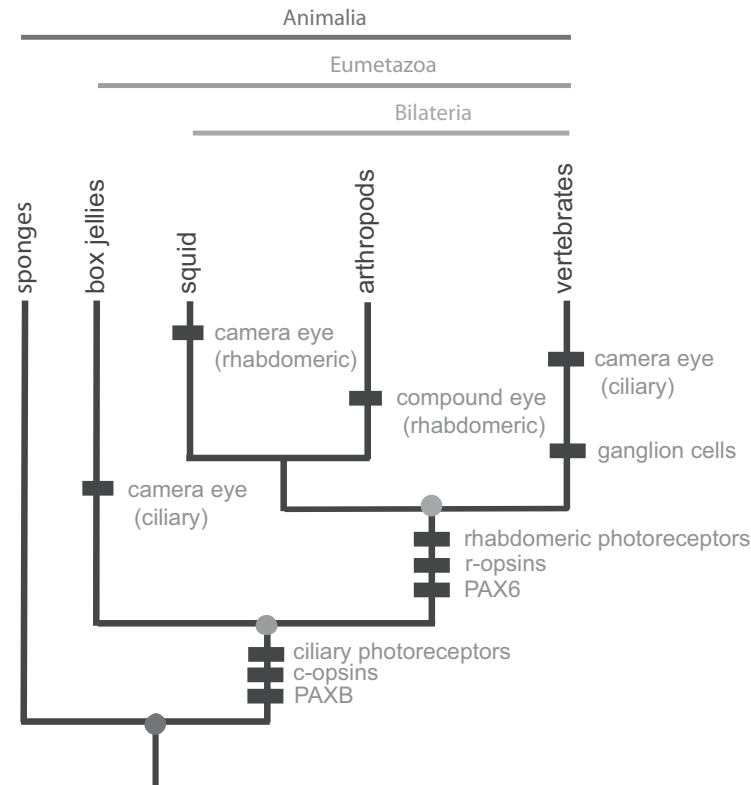 Animalia
Eumetazoa
Bilateria
sponges
box jellies
squid
arthropods
vertebrates
camera eye
(rhabdomeric)
camera eye
(ciliary)
compound eye
(rhabdomeric)
ganglion cells
camera eye
(ciliary)
rhabdomeric photoreceptors
r-opsins
PAX6
ciliary photoreceptors
c-opsins
PAXB